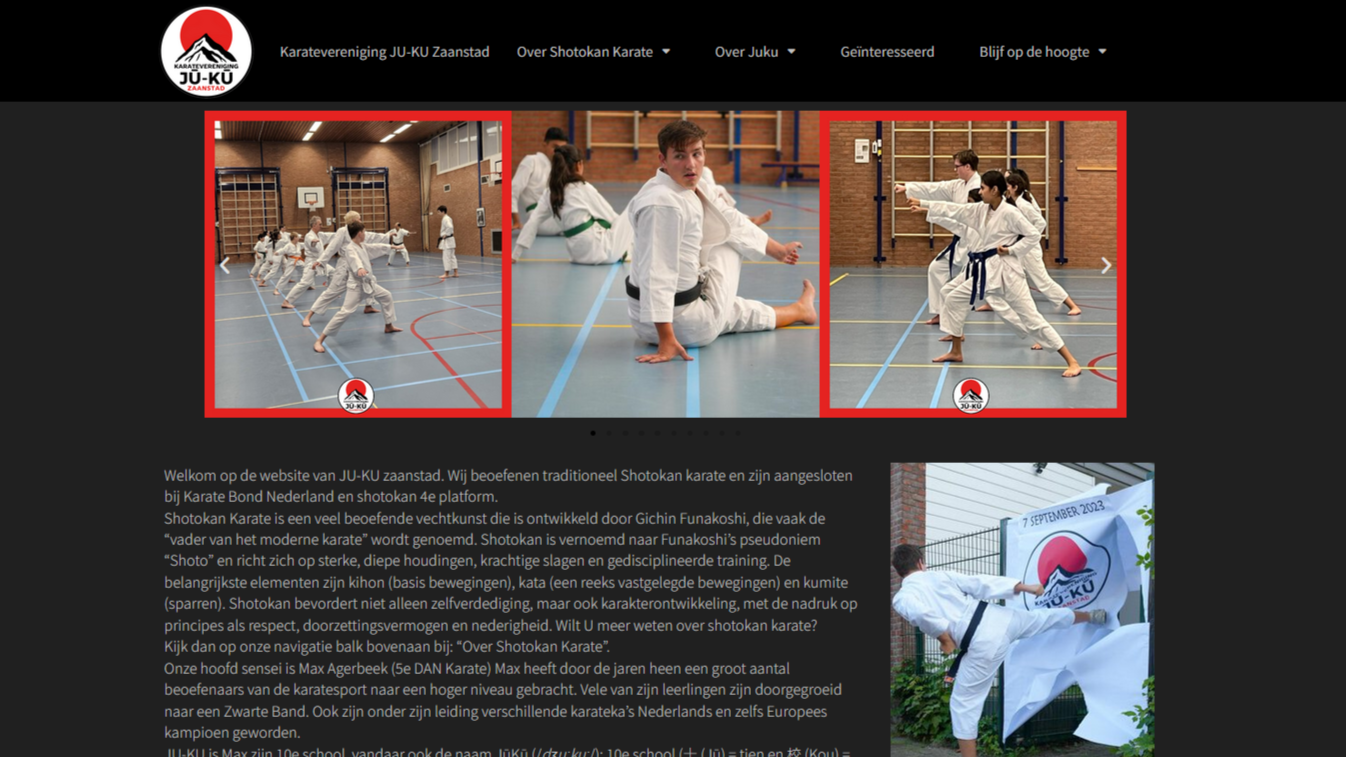 KARATEVERENIGING
JŪ-KŪ
ZAANSTAD
Karatevereniging JU-KU Zaanstad
Over Shotokan Karate
Over Juku
Geïnteresseerd
Blijf op de hoogte
JŪ-KŪ
JŪ-KŪ
Welkom op de website van JU-KU zaanstad. Wij beoefenen traditioneel Shotokan karate en zijn aangesloten
bij Karate Bond Nederland en shotokan 4e platform.
Shotokan Karate is een veel beoefende vechtkunst die is ontwikkeld door Gichin Funakoshi, die vaak de
“vader van het moderne karate” wordt genoemd. Shotokan is vernoemd naar Funakoshi’s pseudoniem
“Shoto” en richt zich op sterke, diepe houdingen, krachtige slagen en gedisciplineerde training. De
belangrijkste elementen zijn kihon (basis bewegingen), kata (een reeks vastgelegde bewegingen) en kumite
(sparren). Shotokan bevordert niet alleen zelfverdediging, maar ook karakterontwikkeling, met de nadruk op
principes als respect, doorzettingsvermogen en nederigheid. Wilt U meer weten over shotokan karate?
Kijk dan op onze navigatie balk bovenaan bij: “Over Shotokan Karate”.
Onze hoofd sensei is Max Agerbeek (5e DAN Karate) Max heeft door de jaren heen een groot aantal
beoefenaars van de karatesport naar een hoger niveau gebracht. Vele van zijn leerlingen zijn doorgegroeid
naar een Zwarte Band. Ook zijn onder zijn leiding verschillende karateka’s Nederlands en zelfs Europees
kampioen geworden.
JU-KU is Max zijn 10e school, vandaar ook de naam JūKū (/dʒuːkuː/): 10e school (十 (Jū) = tien en 校 (Kou) =
7 SEPTEMBER 2023
JŪ-KŪ
ZAANSTAD